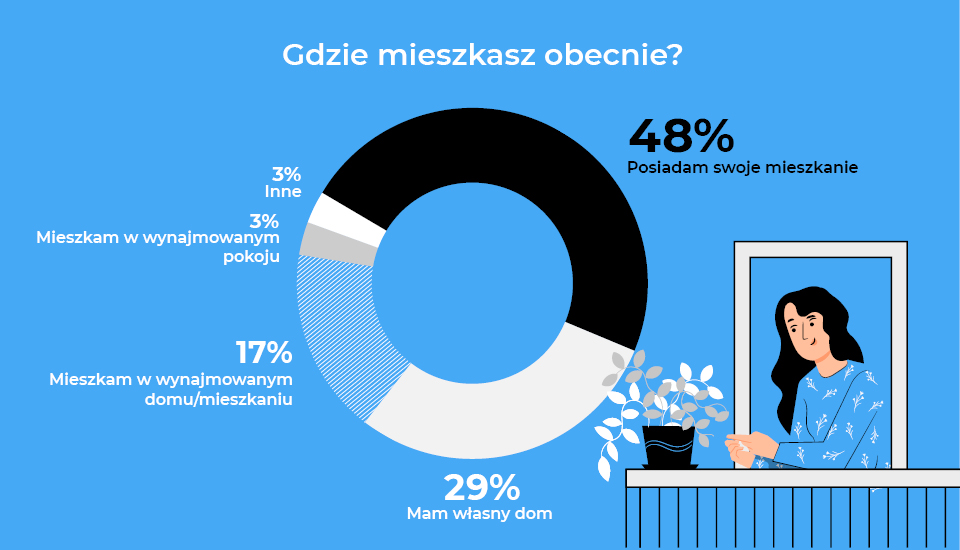 Gdzie mieszkasz obecnie?
48%
Posiadam swoje mieszkanie
3%
Inne
3%
Mieszkam w wynajmowanym
pokoju
17%
Mieszkam w wynajmowanym
domu/mieszkaniu
29%
Mam własny dom